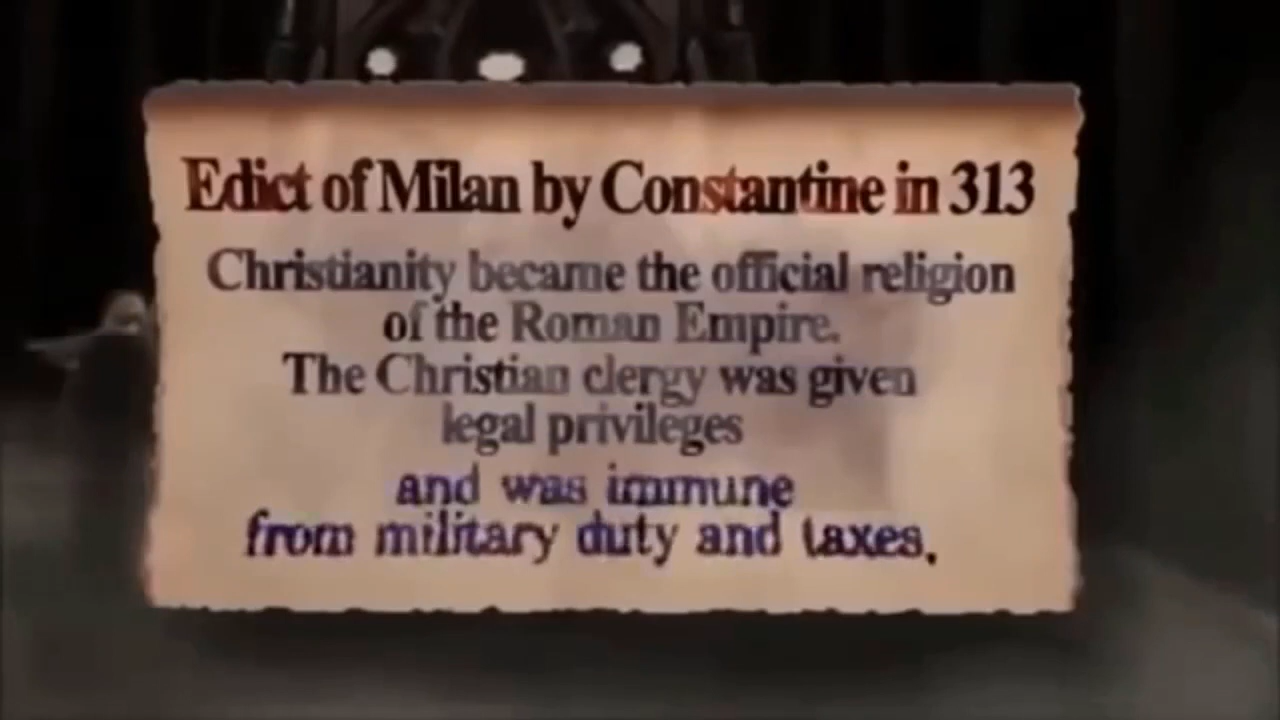 Edict of Milan by Constantine in 313
Christianity became the official religion
of the Roman Empire.
The Christian clergy was given
legal privileges
and was immune
from military duty and taxes.